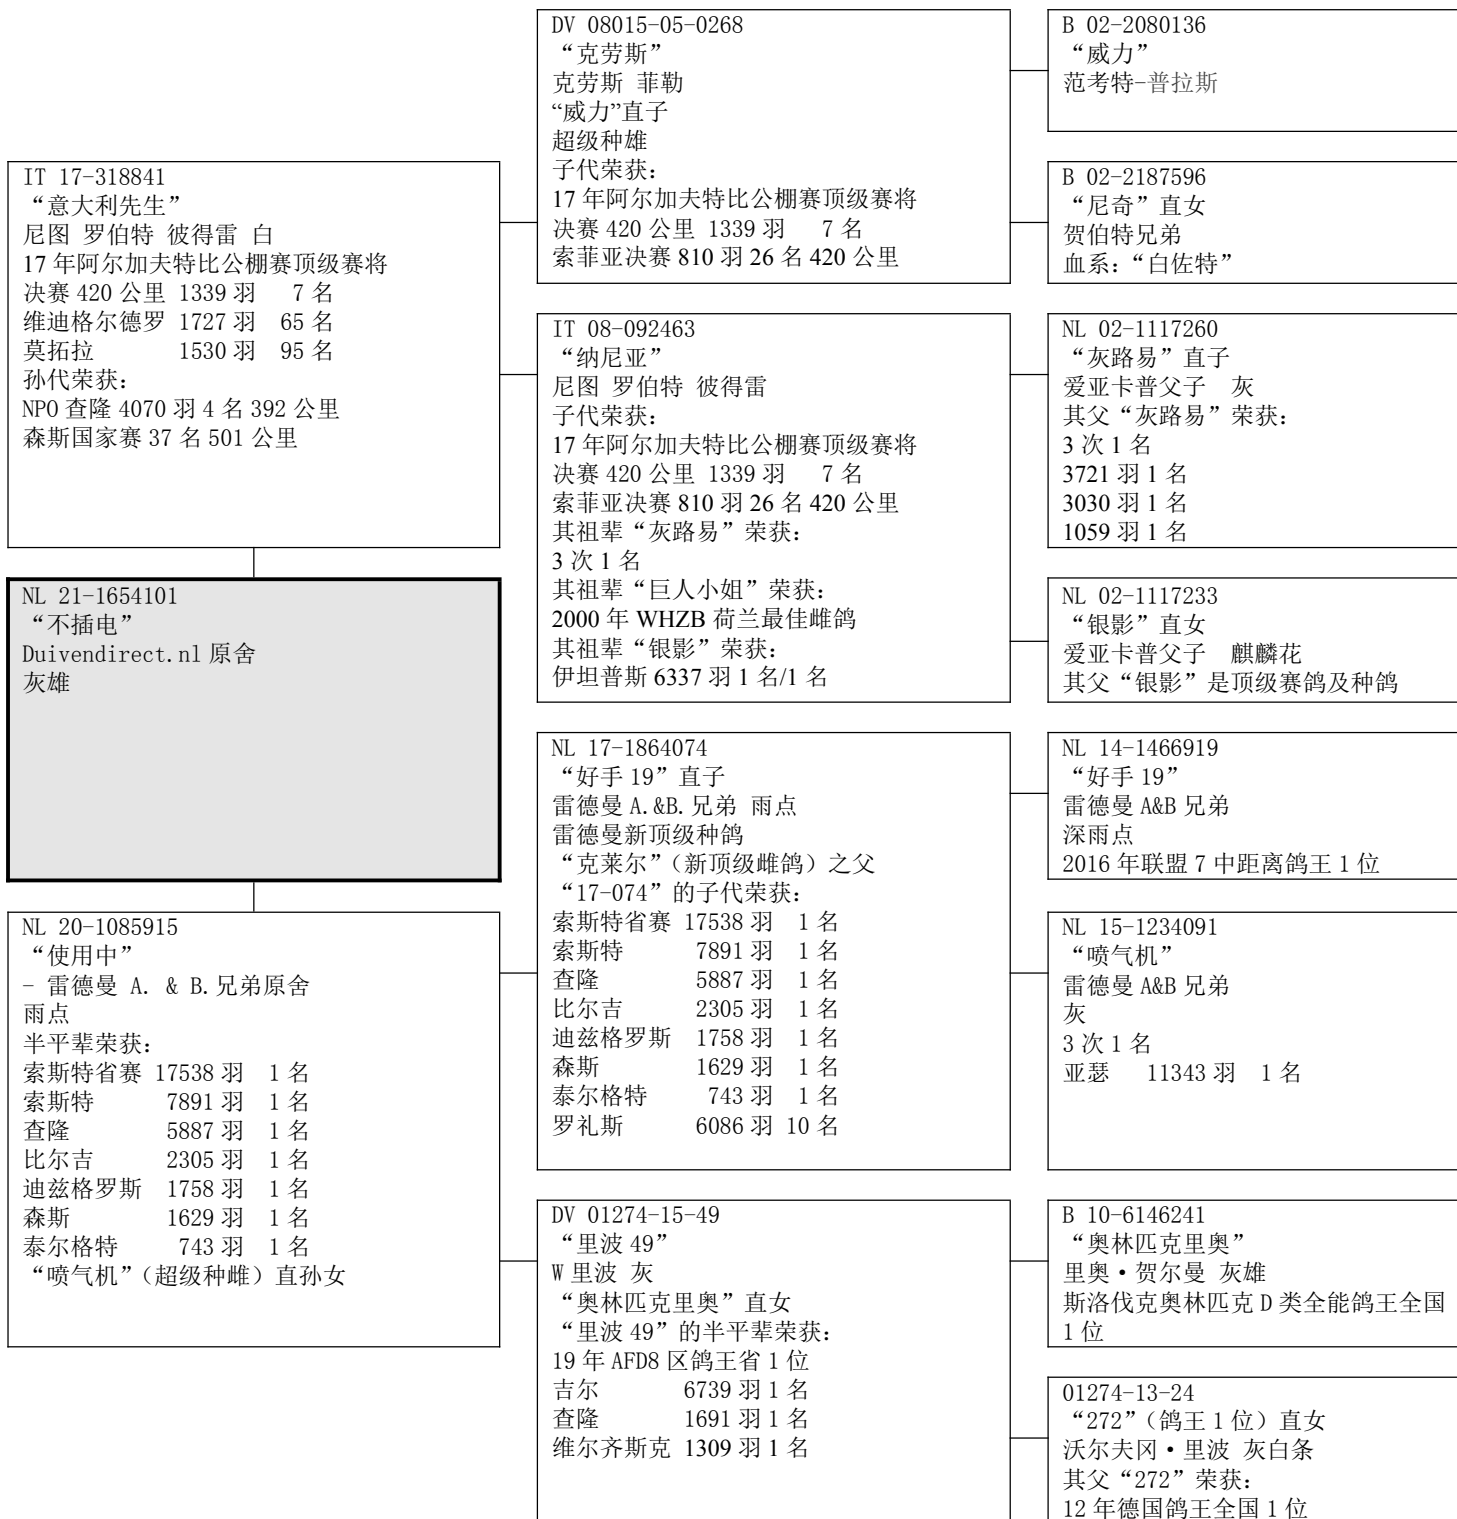 IT 17-318841
“意大利先生”
尼图 罗伯特 彼得雷 白
17 年阿尔加夫特比公棚赛顶级赛将
决赛 420 公里 1339 羽 7 名
维迪格尔德罗 1727 羽 65 名
莫拓拉 1530 羽 95 名
孙代荣获：
NPO 查隆 4070 羽 4 名 392 公里
森斯国家赛 37 名 501 公里
NL 21-1654101
“不插电”
Duivendirect.nl 原舍
灰雄
NL 20-1085915
“使用中”
- 雷德曼 A. & B. 兄弟原舍
雨点
半平辈荣获：
索斯特省赛 17538 羽 1 名
索斯特 7891 羽 1 名
查隆 5887 羽 1 名
比尔吉 2305 羽 1 名
迪兹格罗斯 1758 羽 1 名
森斯 1629 羽 1 名
泰尔格特 743 羽 1 名
“喷气机”（超级种雌）直孙女
DV 08015-05-0268
“克劳斯”
克劳斯 菲勒
“威力”直子
超级种雄
子代荣获：
17 年阿尔加夫特比公棚赛顶级赛将
决赛 420 公里 1339 羽 7 名
索菲亚决赛 810 羽 26 名 420 公里
IT 08-092463
“纳尼亚”
尼图 罗伯特 彼得雷
子代荣获：
17 年阿尔加夫特比公棚赛顶级赛将
决赛 420 公里 1339 羽 7 名
索菲亚决赛 810 羽 26 名 420 公里
其祖辈“灰路易”荣获：
3 次 1 名
其祖辈“巨人小姐”荣获：
2000 年 WHZB 荷兰最佳雌鸽
其祖辈“银影”荣获：
伊坦普斯 6337 羽 1 名/1 名
NL 17-1864074
“好手 19”直子
雷德曼 A.&B. 兄弟 雨点
雷德曼新顶级种鸽
“克莱尔”（新顶级雌鸽）之父
“17-074”的子代荣获：
索斯特省赛 17538 羽 1 名
索斯特 7891 羽 1 名
查隆 5887 羽 1 名
比尔吉 2305 羽 1 名
迪兹格罗斯 1758 羽 1 名
森斯 1629 羽 1 名
泰尔格特 743 羽 1 名
罗礼斯 6086 羽 10 名
DV 01274-15-49
“里波 49”
W 里波 灰
“奥林匹克里奥”直女
“里波 49”的半平辈荣获：
19 年 AFD8 区鸽王省 1 位
吉尔 6739 羽 1 名
查隆 1691 羽 1 名
维尔齐斯克 1309 羽 1 名
B 02-2080136
“威力”
范考特-普拉斯
B 02-2187596
“尼奇”直女
贺伯特兄弟
血系：“白佐特”
NL 02-1117260
“灰路易”直子
爱亚卡普父子 灰
其父“灰路易”荣获：
3 次 1 名
3721 羽 1 名
3030 羽 1 名
1059 羽 1 名
NL 02-1117233
“银影”直女
爱亚卡普父子 麒麟花
其父“银影”是顶级赛鸽及种鸽
NL 14-1466919
“好手 19”
雷德曼 A&B 兄弟
深雨点
2016 年联盟 7 中距离鸽王 1 位
NL 15-1234091
“喷气机”
雷德曼 A&B 兄弟
灰
3 次 1 名
亚瑟 11343 羽 1 名
B 10-6146241
“奥林匹克里奥”
里奥·贺尔曼 灰雄
斯洛伐克奥林匹克 D 类全能鸽王全国
1 位
01274-13-24
“272”（鸽王 1 位）直女
沃尔夫冈·里波 灰白条
其父“272”荣获：
12 年德国鸽王全国 1 位